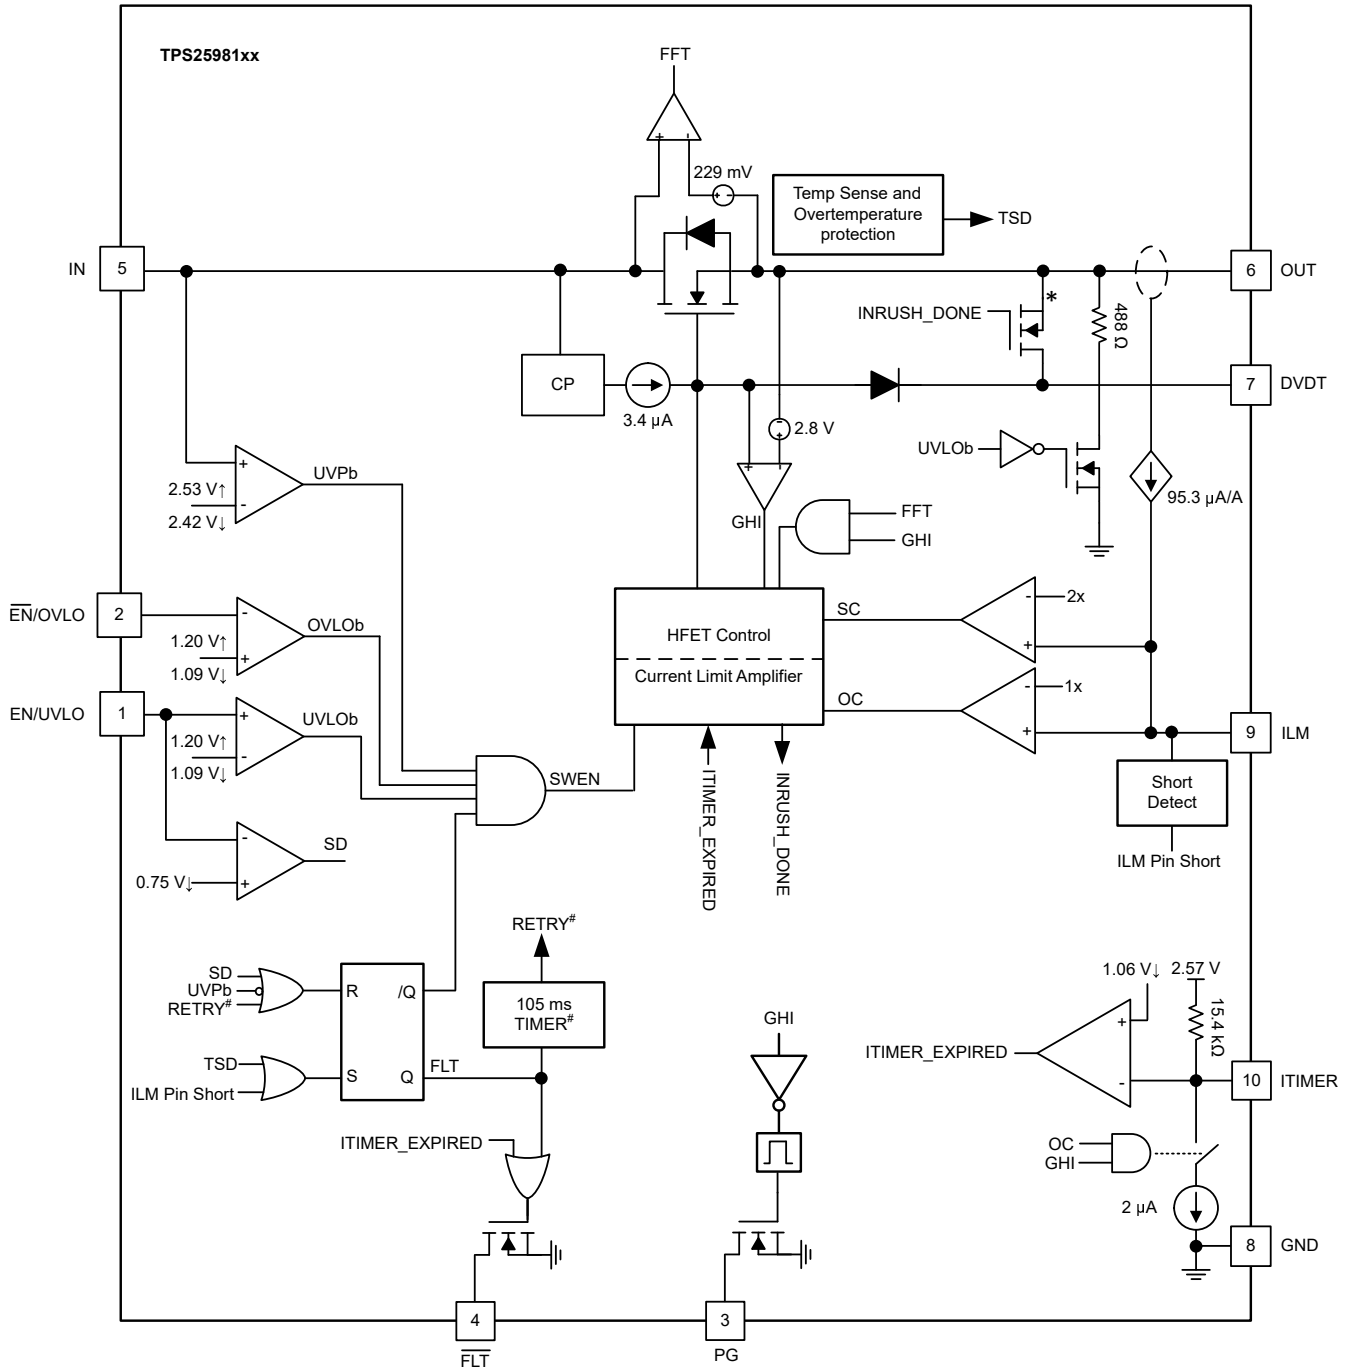 TPS25981xx
FFT
+
-
229 mV
+ -
Temp Sense and
Overtemperature
protection
TSD
IN
5
6
OUT
INRUSH_DONE
*
488 Ω
CP
3.4 µA
7
DVDT
2.8 V
-
+
UVLOb
95.3 µA/A
+
UVPb
2.53 V↑
-
2.42 V↓
+
-
GHI
FFT
GHI
EN/OVLO
2
-
OVLOb
1.20 V↑
+
1.09 V↓
HFET Control
Current Limit Amplifier
SC
-
2x
+
OC
-
1x
+
EN/UVLO
1
+
UVLOb
1.20 V↑
-
1.09 V↓
9
ILM
SWEN
ITIMER_EXPIRED
INRUSH_DONE
Short
Detect
ILM Pin Short
-
SD
0.75 V↓
+
RETRY#
SD
UVPb
RETRY#
R
/Q
105 ms
TIMER#
TSD
ILM Pin Short
S
Q
FLT
GHI
1.06 V↓
2.57 V
15.4 kΩ
+
ITIMER_EXPIRED
-
10
ITIMER
ITIMER_EXPIRED
OC
GHI
2 µA
8
GND
4
FLT
3
PG